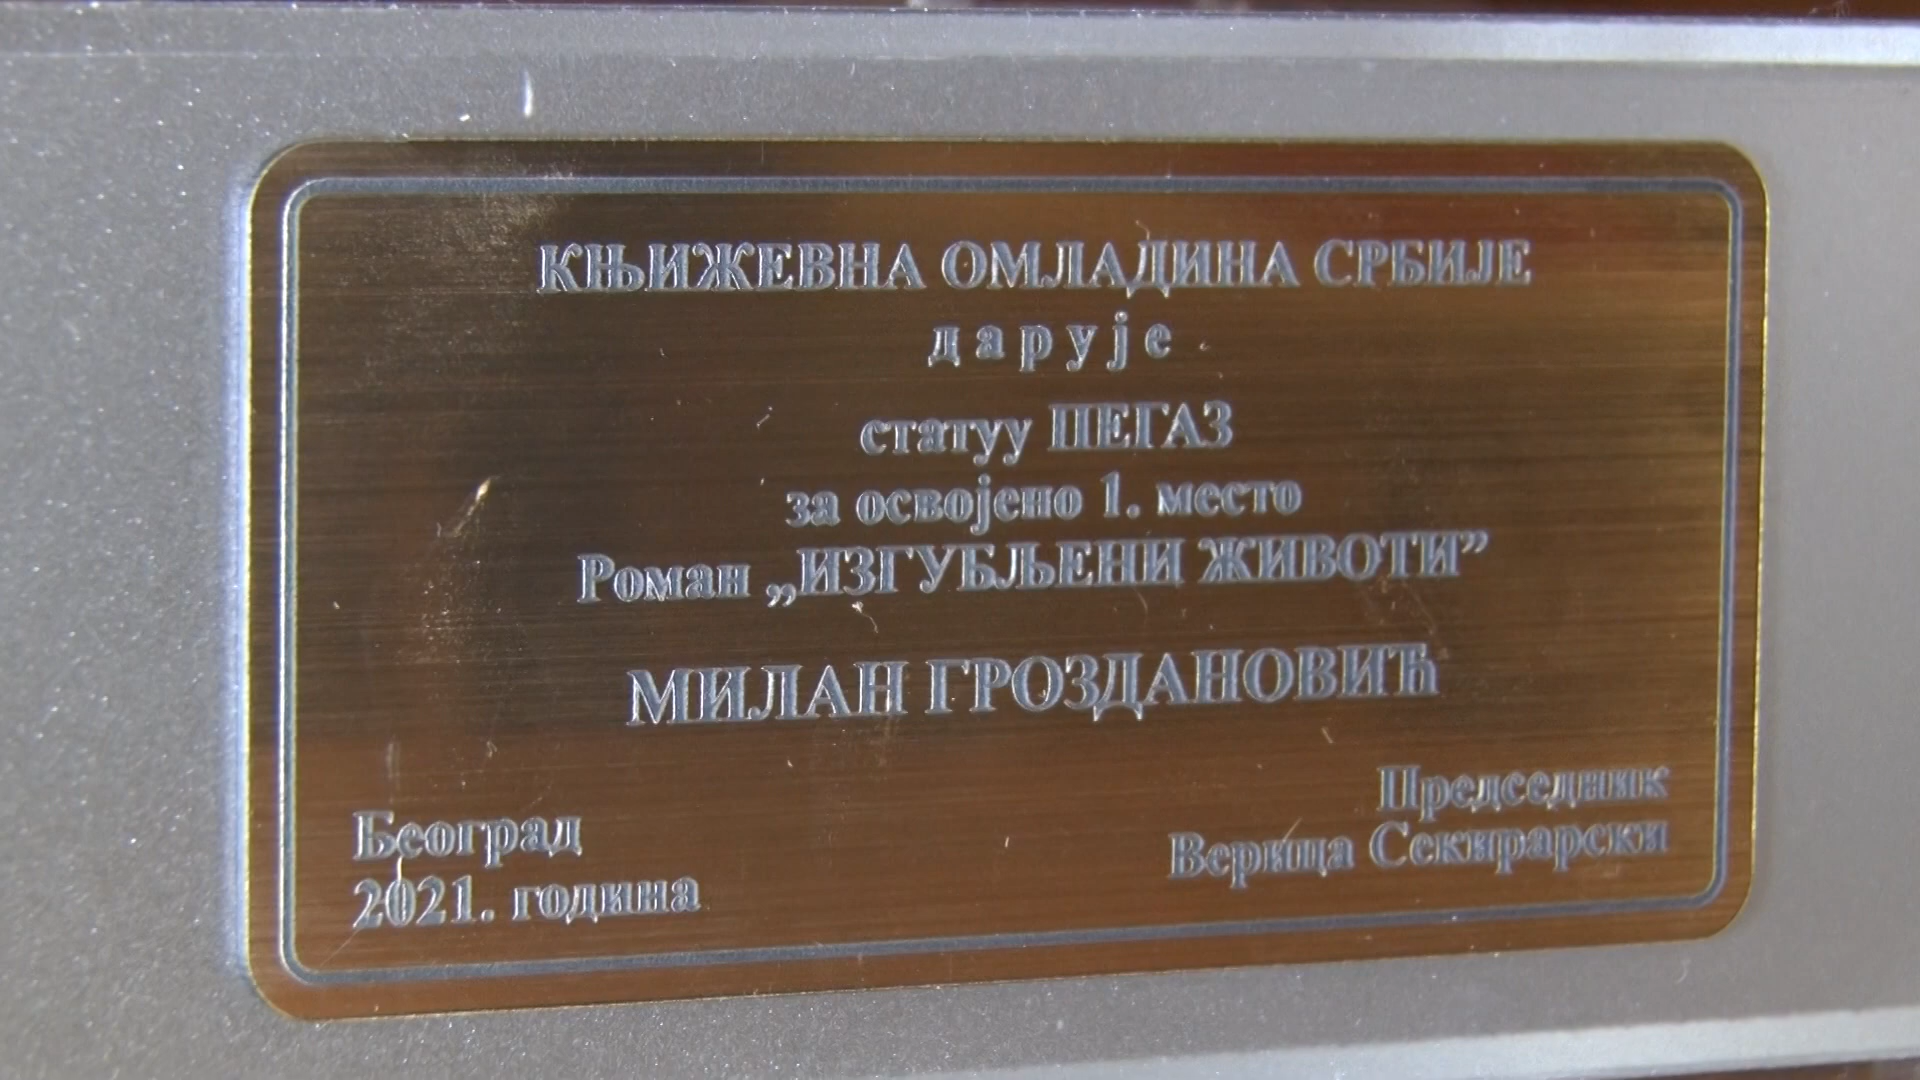 КЊИЖЕВНА ОМЛАДИНА СРБИЈЕ
дарује
статуу ПЕГАЗ
за освојено 1. место
Роман „ИЗГУБЉЕНИ ЖИВОТИ”
МИЛАН ГРОЗДАНОВИЋ
Београд
2021. година
Председник
Верица Секирарски